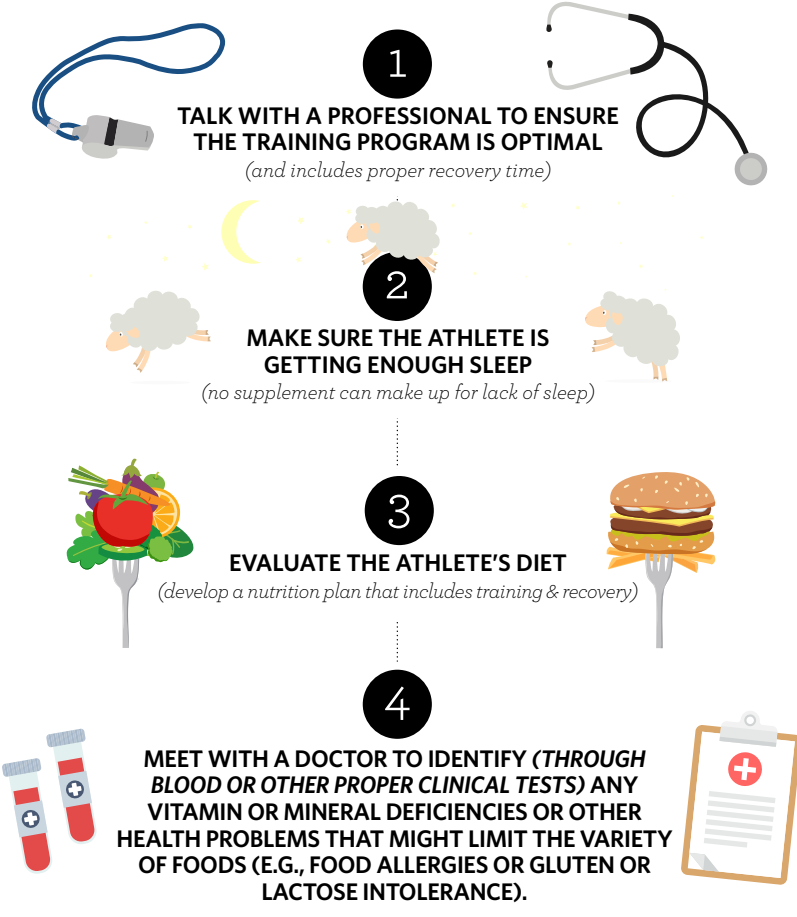 1
TALK WITH A PROFESSIONAL TO ENSURE
THE TRAINING PROGRAM IS OPTIMAL
(and includes proper recovery time)
2
MAKE SURE THE ATHLETE IS
GETTING ENOUGH SLEEP
(no supplement can make up for lack of sleep)
3
EVALUATE THE ATHLETE'S DIET
(develop a nutrition plan that includes training & recovery)
4
MEET WITH A DOCTOR TO IDENTIFY (THROUGH
BLOOD OR OTHER PROPER CLINICAL TESTS) ANY
VITAMIN OR MINERAL DEFICIENCIES OR OTHER
HEALTH PROBLEMS THAT MIGHT LIMIT THE VARIETY
OF FOODS (E.G., FOOD ALLERGIES OR GLUTEN OR
LACTOSE INTOLERANCE).